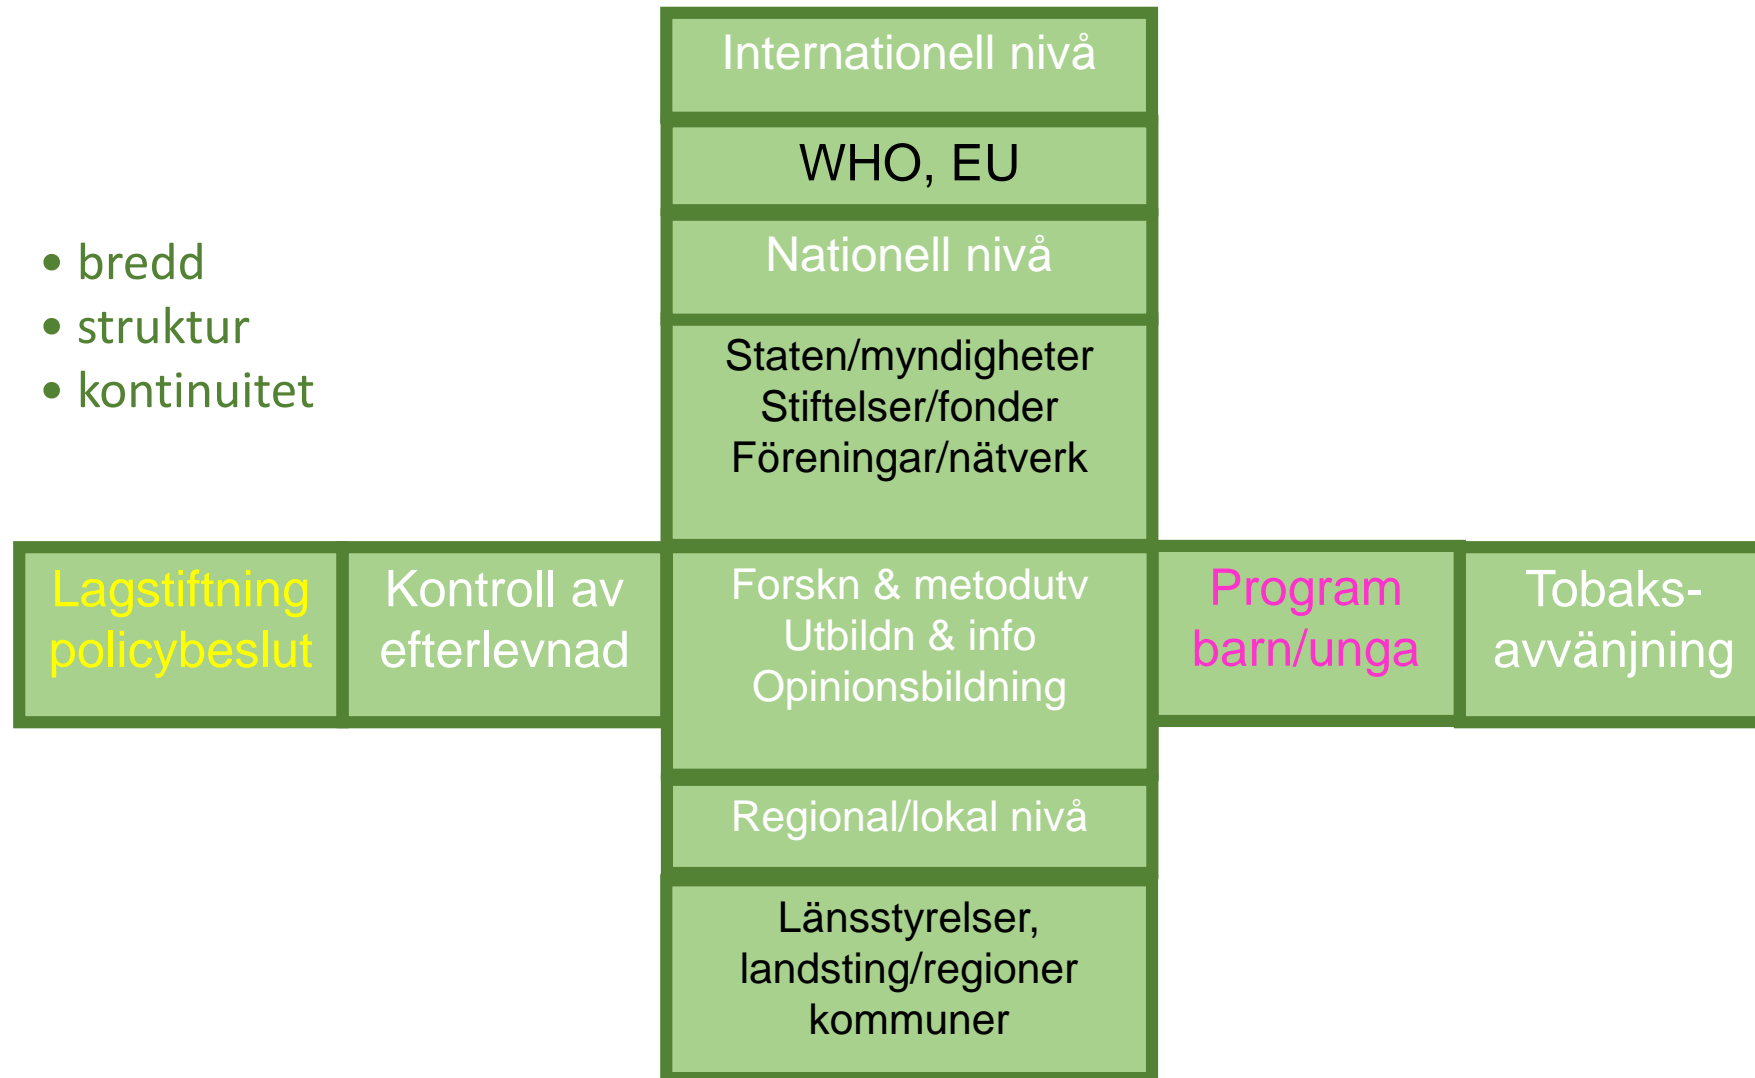 Internationell nivå
WHO, EU
Nationell nivå
• bredd
• struktur
• kontinuitet
Staten/myndigheter
Stiftelser/fonder
Föreningar/nätverk
Lagstiftning
policybeslut
Kontroll av
efterlevnad
Forskn & metodutv
Utbildn & info
Opinionsbildning
Program
barn/unga
Tobaks-
avvänjning
Regional/lokal nivå
Länsstyrelser,
landsting/regioner
kommuner